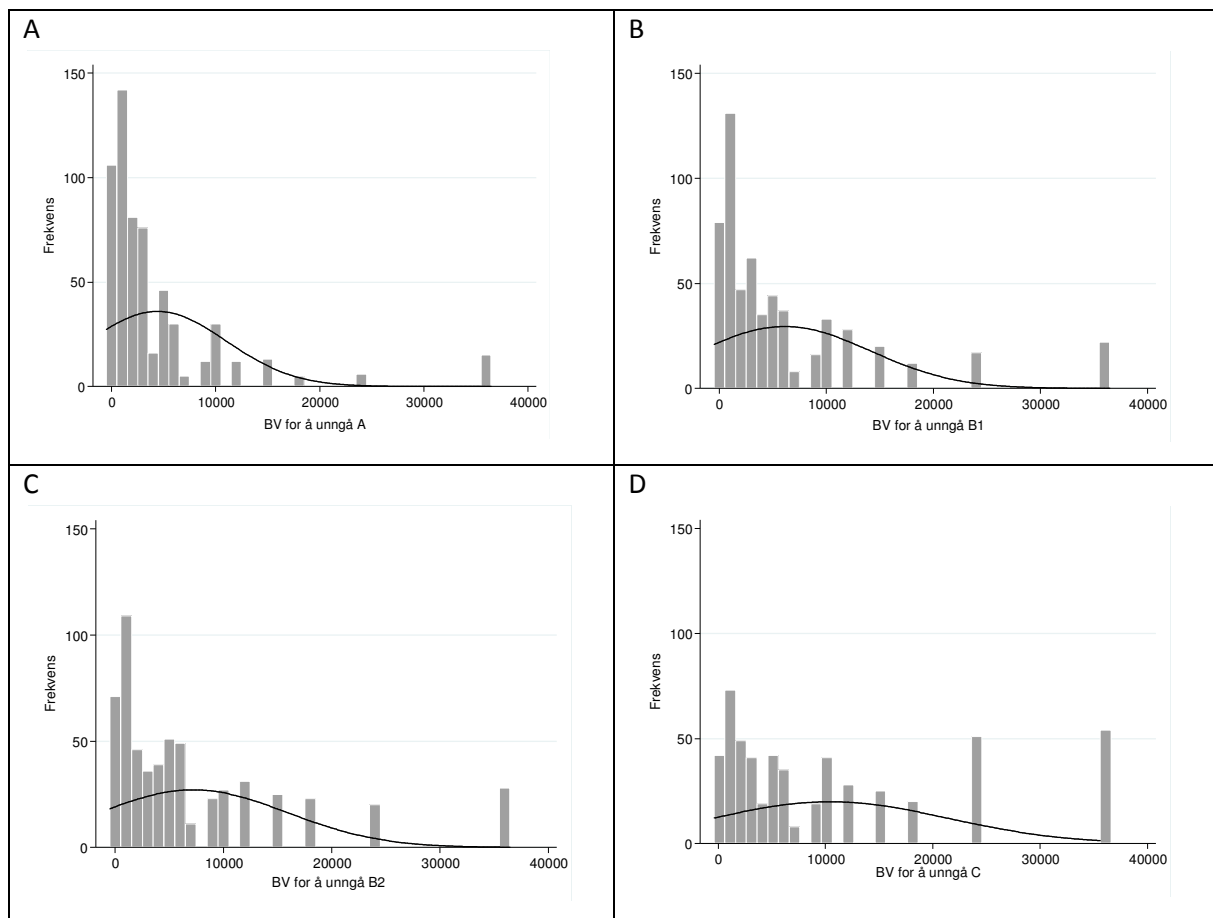 A
150
100
50
0
Frekvens
0 10000 20000 30000 40000
BV for å unngå A
B
150
100
50
0
Frekvens
0 10000 20000 30000 40000
BV for å unngå B1
C
150
100
50
0
Frekvens
0 10000 20000 30000 40000
BV for å unngå B2
D
150
100
50
0
Frekvens
0 10000 20000 30000 40000
BV for å unngå C